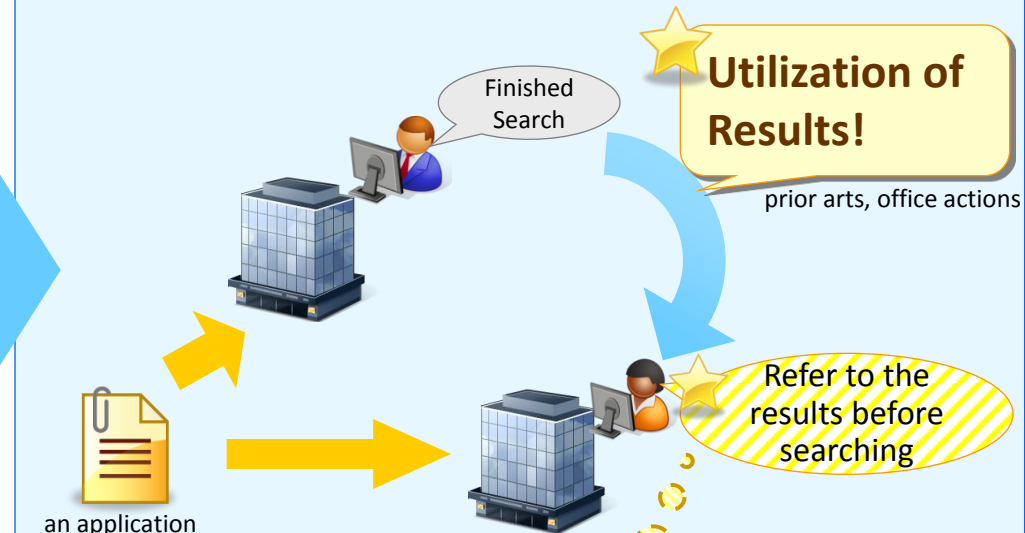 Finished
Search
Utilization of
Results!
prior arts, office actions
Refer to the
results before
searching
an application